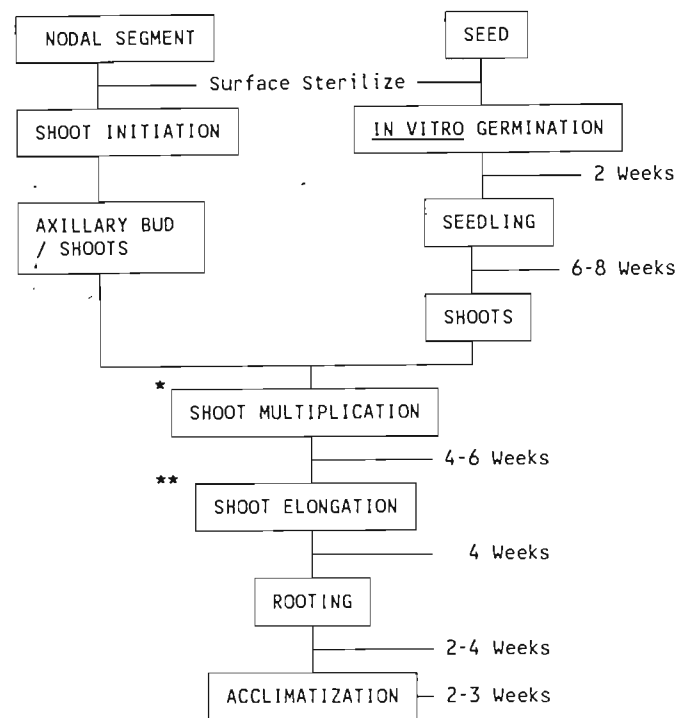 NODAL SEGMENT
SEED
Surface Sterilize
SHOOT INITIATION
IN VITRO GERMINATION
2 Weeks
AXILLARY BUD
/ SHOOTS
SEEDLING
6-8 Weeks
SHOOTS
*
SHOOT MULTIPLICATION
4-6 Weeks
**
SHOOT ELONGATION
4 Weeks
ROOTING
2-4 Weeks
ACCLIMATIZATION
2-3 Weeks